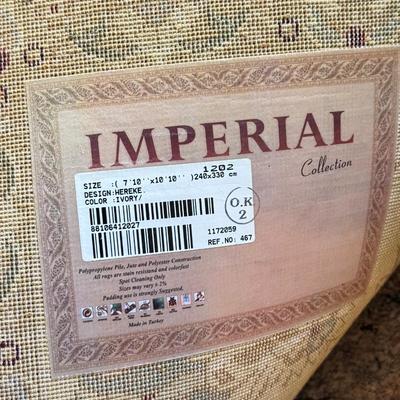 IMPERIAL
Collection
1202
SIZE :( 7'10''x10'10'' )240x330 cm
DESIGN:HEREKE.
COLOR :IVORY/
O.K
2
88106412027
1172059
REF.NO: 467
Polypropylene Pile, Jute and Polyester Construction
All rugs are stain resistand and colorfast
Spot Cleaning Only
Sizes may vary ± 2%
Padding use is strongly Suggested.
Made in Turkey